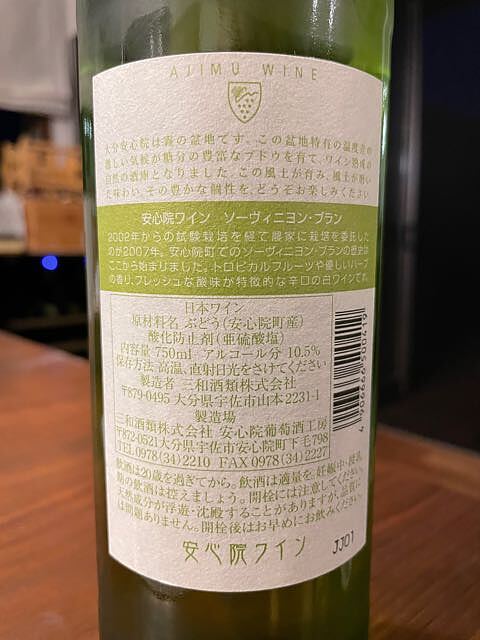 AJIMU WINE
大分安心院は霧の盆地です。この盆地特有の温度差の
激しい気候が糖分の豊富なブドウを育て、ワイン熟成の
自然の酒庫となりました。この風土が育み、風土が磨い
た味わい、その豊かな個性を、どうぞお楽しみください
安心院ワイン ソーヴィニヨン・ブラン
2002年からの試験栽培を経て農家に栽培を委託した
のが2007年。安心院町でのソーヴィニヨン・ブランの歴史は
ここから始まりました。トロピカルフルーツや優しいハーブ
の香り、フレッシュな酸味が特徴的な辛口の白ワインです。
日本ワイン
原材料名 ぶどう(安心院町産)
酸化防止剤(亜硫酸塩)
内容量 750ml アルコール分 10.5%
保存方法 高温、直射日光をさけてください
製造者 三和酒類株式会社
〒879-0495 大分県宇佐市山本2231-1
製造場
三和酒類株式会社 安心院葡萄酒工房
〒872-0521大分県宇佐市安心院町下毛798
TEL0978(34)2210 FAX0978(34)2227
4 906666 500419
飲酒は20歳を過ぎてから。飲酒は適量を。妊娠中・授乳
期の飲酒は控えましょう。開栓には注意してください。
天然成分が浮遊・沈殿することがありますが、品質に
問題ありません。開栓後はお早めにお飲みください。
安心院ワイン
JJ01